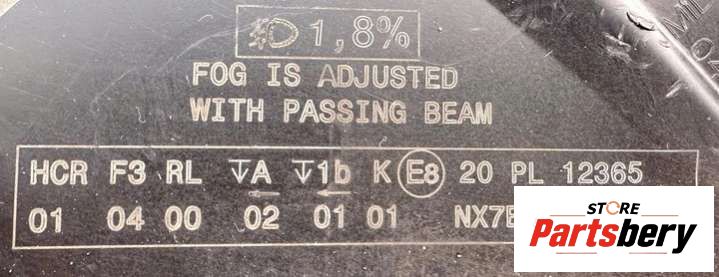 1,8%
FOG IS ADJUSTED
WITH PASSING BEAM
HCR F3 RL A 1b K E8 20 PL 12365
01 04 00 02 01 01 NX7
STORE
Partsbery